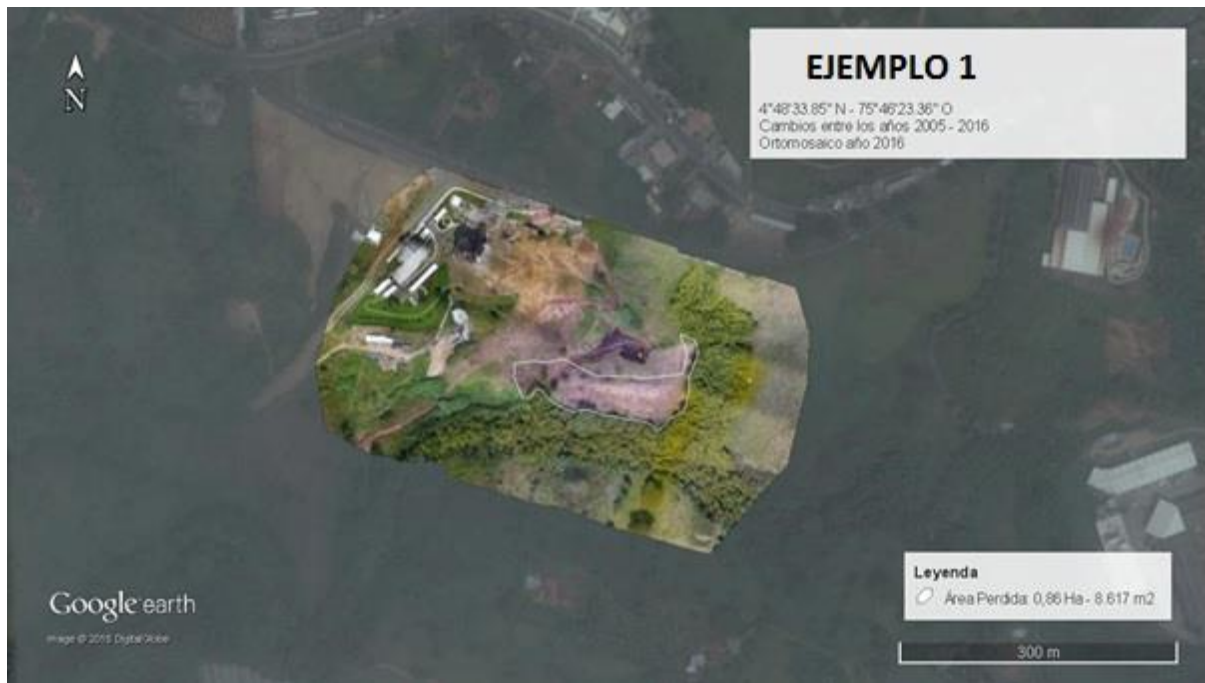 N
EJEMPLO 1
4°48'33.85" N - 75°46'23.36" O
Cambios entre los años 2005 - 2016
Ortomosaico año 2016
Leyenda
Área Perdida: 0,86 Ha - 8.617 m2
300 m
Google earth
Image © 2016 DigitalGlobe